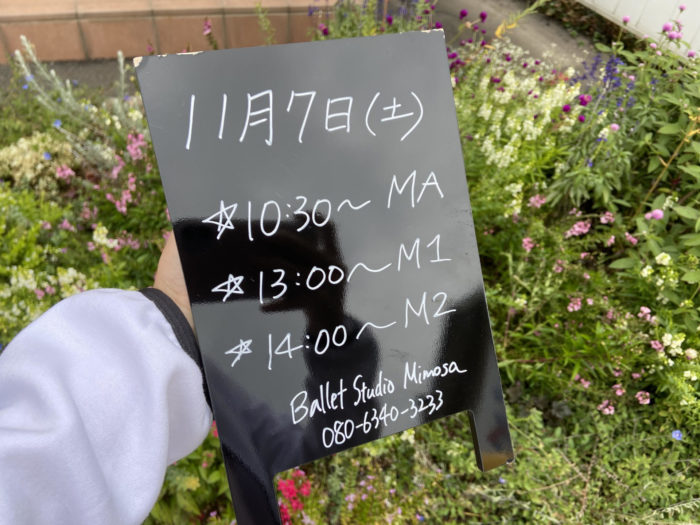 11月7日(土)
☆10:30〜 MA
☆13:00〜M1
☆14:00〜M2
Ballet Studio Mimosa
080-6340-3233